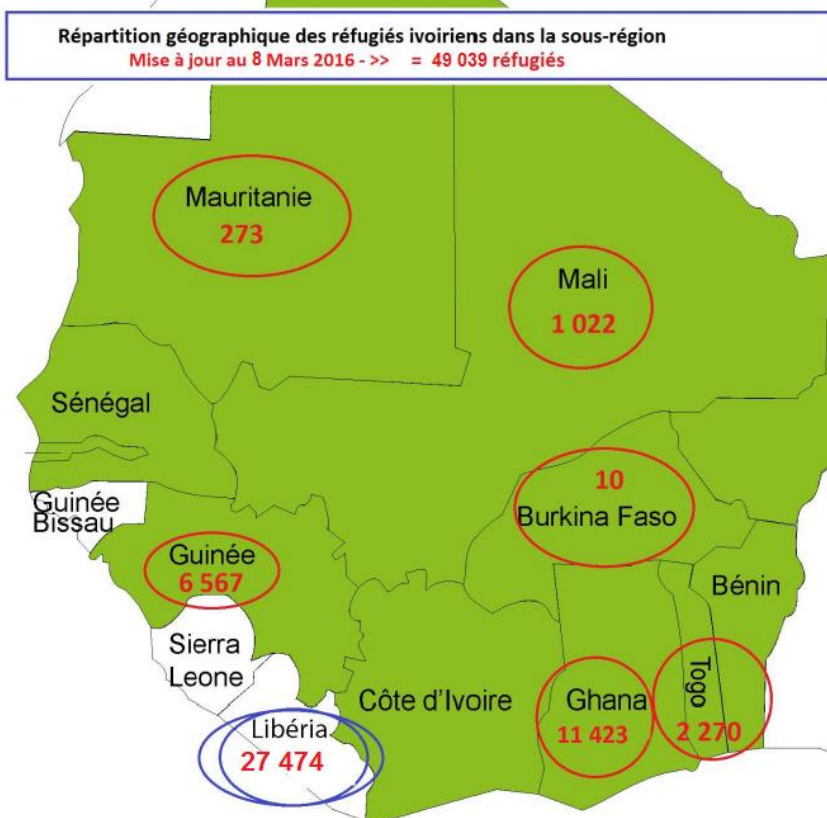 Répartition géographique des réfugiés ivoiriens dans la sous-région
Mise à jour au 8 Mars 2016 - >> = 49 039 réfugiés
Mauritanie
273
Mali
1 022
Sénégal
10
Burkina Faso
Guinée
Bissau
Guinée
6 567
Bénin
Sierra
Leone
Côte d'Ivoire
Ghana
11 423
Togo
2 270
Libéria
27 474